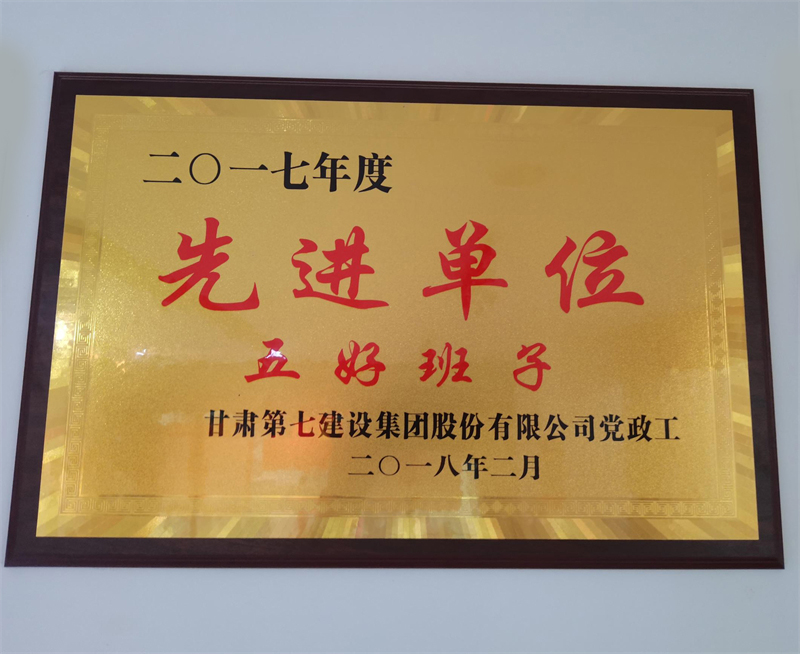 二〇一七年度
先进单位
五好班子
甘肃第七建设集团股份有限公司党政工
二〇一八年二月